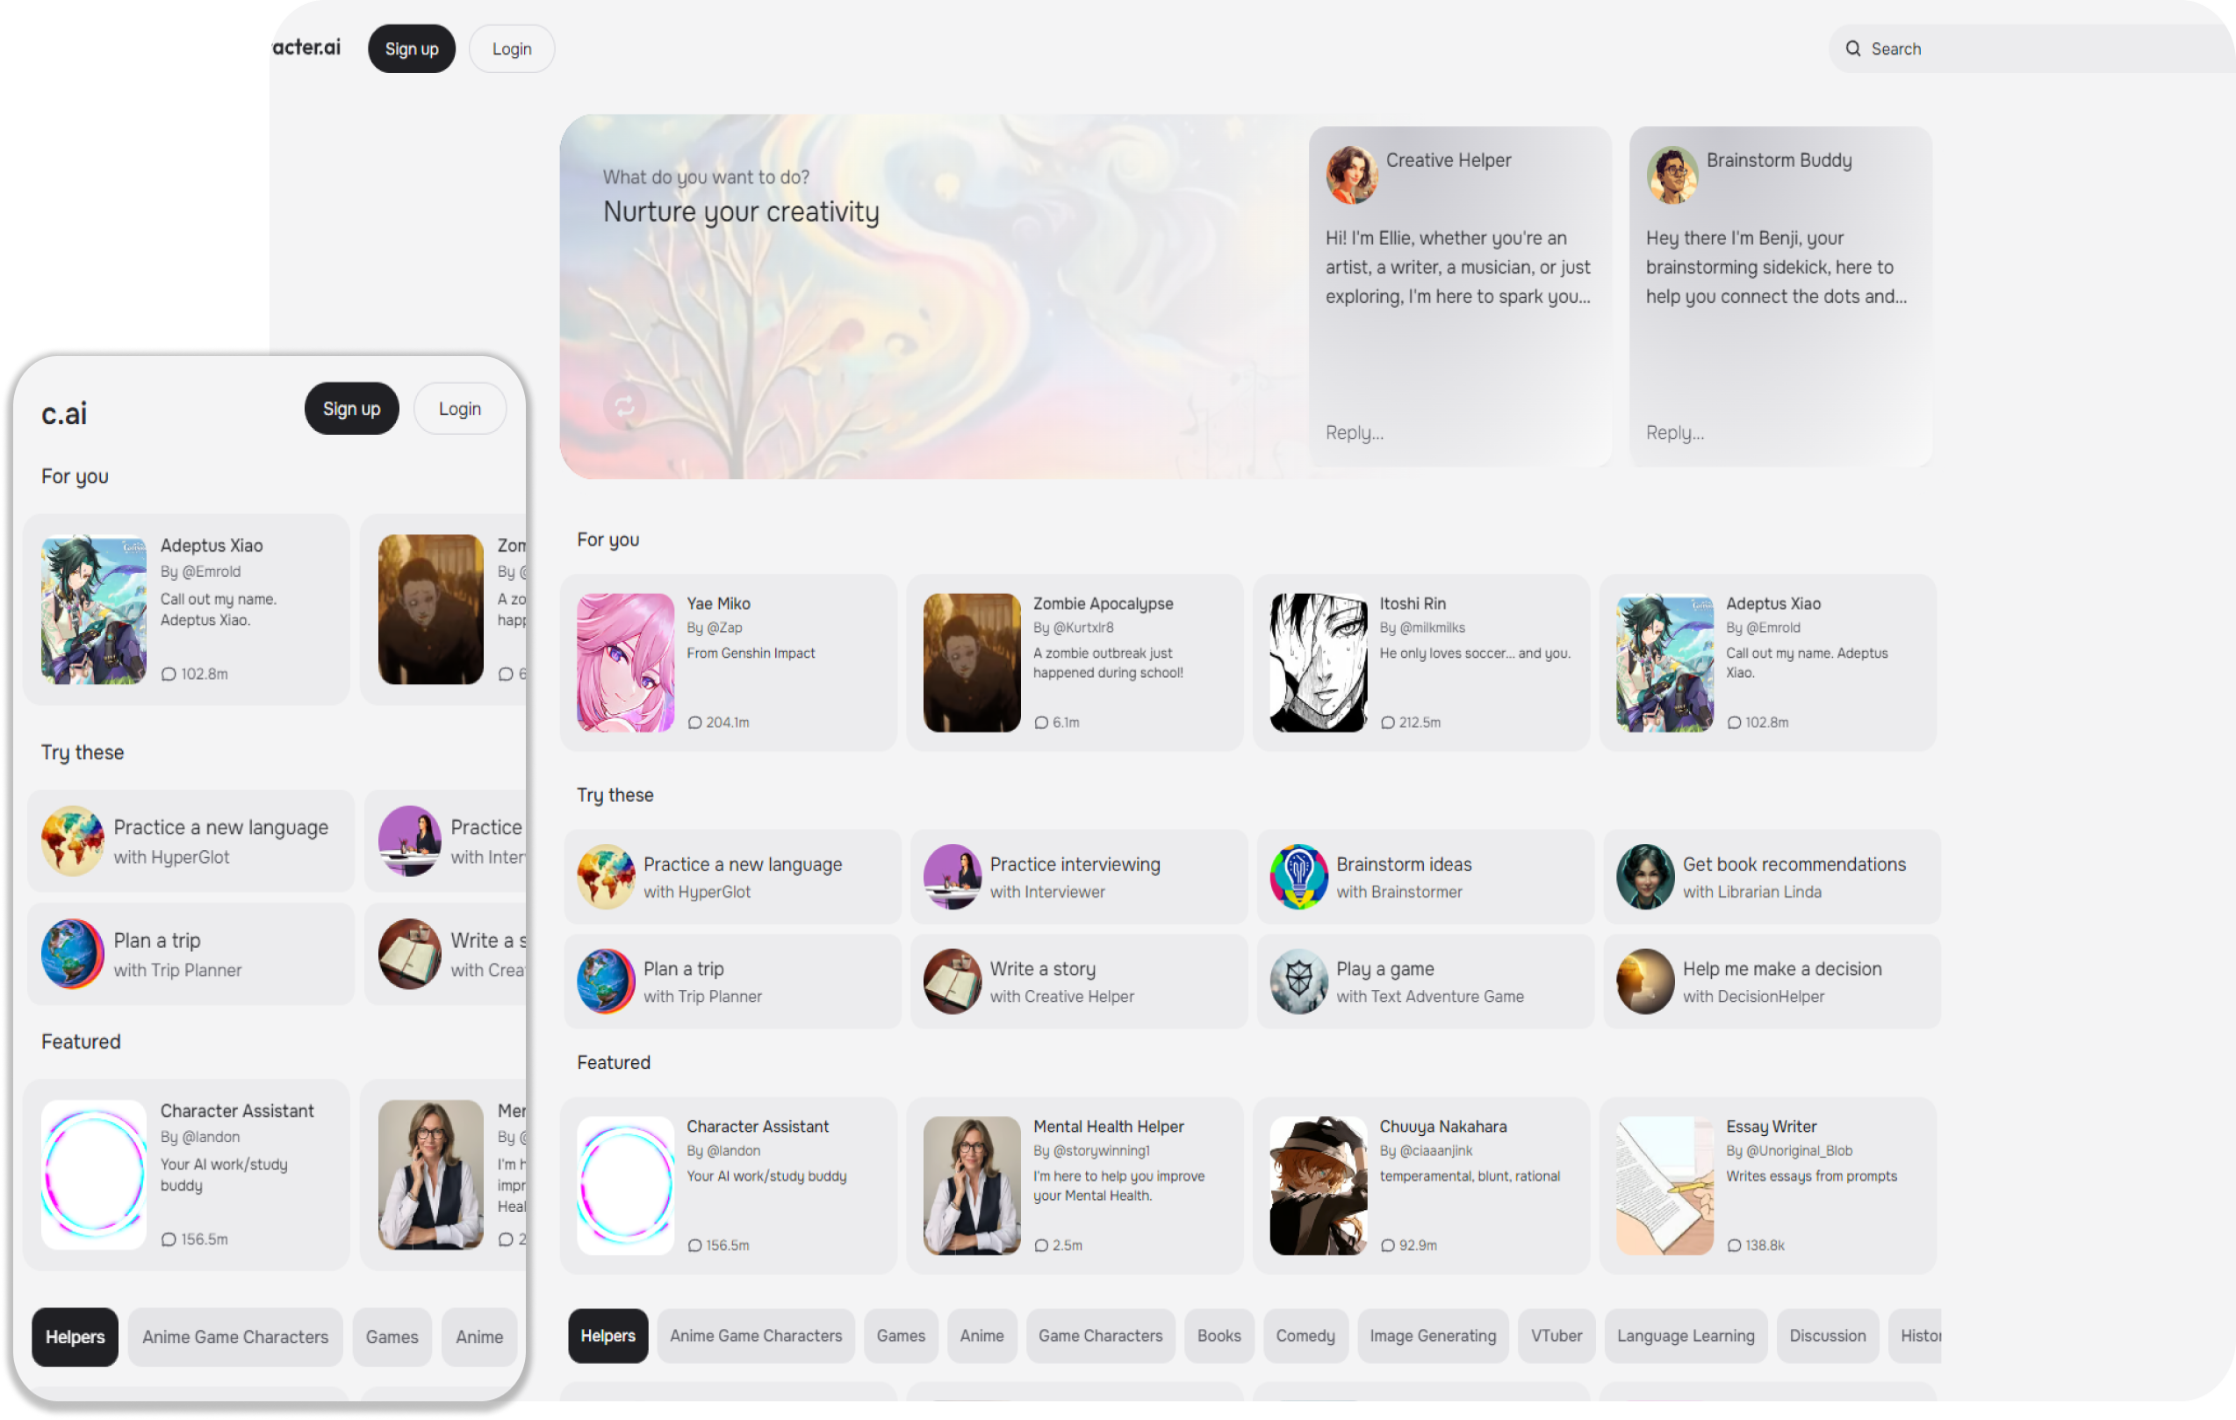 acter.ai
Sign up
Login
Search
What do you want to do?
Nurture your creativity
Creative Helper
Hi! I'm Ellie, whether you're an
artist, a writer, a musician, or just
exploring, I'm here to spark you...
Reply...
Brainstorm Buddy
Hey there I'm Benji, your
brainstorming sidekick, here to
help you connect the dots and...
Reply...
For you
Yae Miko
By @Zap
From Genshin Impact
204.1m
Zombie Apocalypse
By @Kurtxlr8
A zombie outbreak just
happened during school!
6.1m
Itoshi Rin
By @milkmilks
He only loves soccer... and you.
212.5m
Adeptus Xiao
By @Emrold
Call out my name. Adeptus
Xiao.
102.8m
Try these
Practice a new language
with HyperGlot
Practice interviewing
with Interviewer
Brainstorm ideas
with Brainstormer
Get book recommendations
with Librarian Linda
Plan a trip
with Trip Planner
Write a story
with Creative Helper
Play a game
with Text Adventure Game
Help me make a decision
with DecisionHelper
Featured
Character Assistant
By @landon
Your AI work/study buddy
156.5m
Mental Health Helper
By @storywinning1
I'm here to help you improve
your Mental Health.
2.5m
Chuuya Nakahara
By @ciaaanjink
temperamental, blunt, rational
92.9m
Essay Writer
By @Unoriginal_Blob
Writes essays from prompts
138.8k
Helpers
Anime Game Characters
Games
Anime
Game Characters
Books
Comedy
Image Generating
VTuber
Language Learning
Discussion
Histor
c.ai
Sign up
Login
For you
Adeptus Xiao
By @Emrold
Call out my name.
Adeptus Xiao.
102.8m
Zom
By @
A zo
happ
6
Try these
Practice a new language
with HyperGlot
Practice
with Inter
Plan a trip
with Trip Planner
Write a s
with Crea
Featured
Character Assistant
By @landon
Your AI work/study
buddy
156.5m
Mer
By @
I'm h
impr
Heal
2
Helpers
Anime Game Characters
Games
Anime